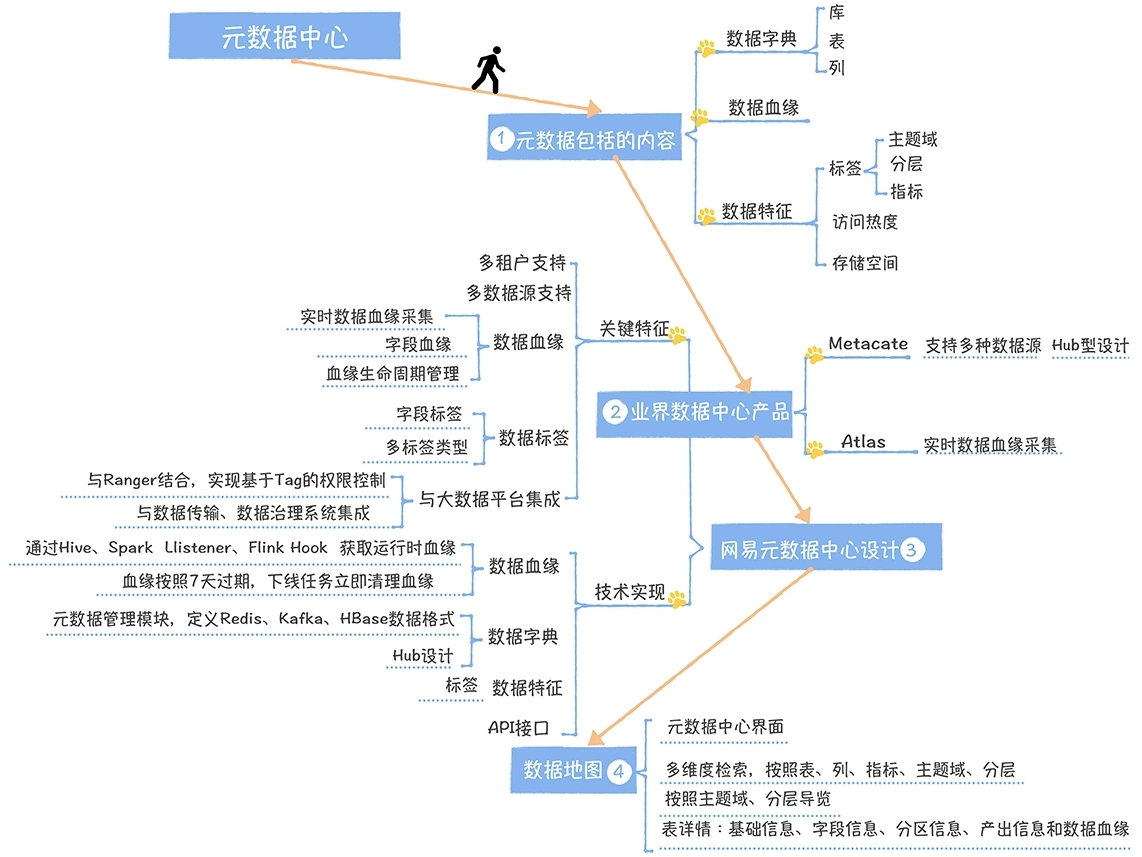 元数据中心
1 元数据包括的内容
数据字典
库
表
列
数据血缘
数据特征
标签
主题域
分层
指标
访问热度
存储空间
2 业界数据中心产品
Metacate
支持多种数据源
Hub型设计
Atlas
实时数据血缘采集
网易元数据中心设计 3
关键特征
多租户支持
多数据源支持
数据血缘
实时数据血缘采集
字段血缘
血缘生命周期管理
数据标签
字段标签
多标签类型
与大数据平台集成
与Ranger结合，实现基于Tag的权限控制
与数据传输、数据治理系统集成
技术实现
数据血缘
通过Hive、Spark Llistener、Flink Hook 获取运行时血缘
血缘按照7天过期，下线任务立即清理血缘
数据字典
元数据管理模块，定义Redis、Kafka、HBase数据格式
Hub设计
数据特征
标签
API接口
数据地图 4
元数据中心界面
多维度检索，按照表、列、指标、主题域、分层
按照主题域、分层导览
表详情：基础信息、字段信息、分区信息、产出信息和数据血缘